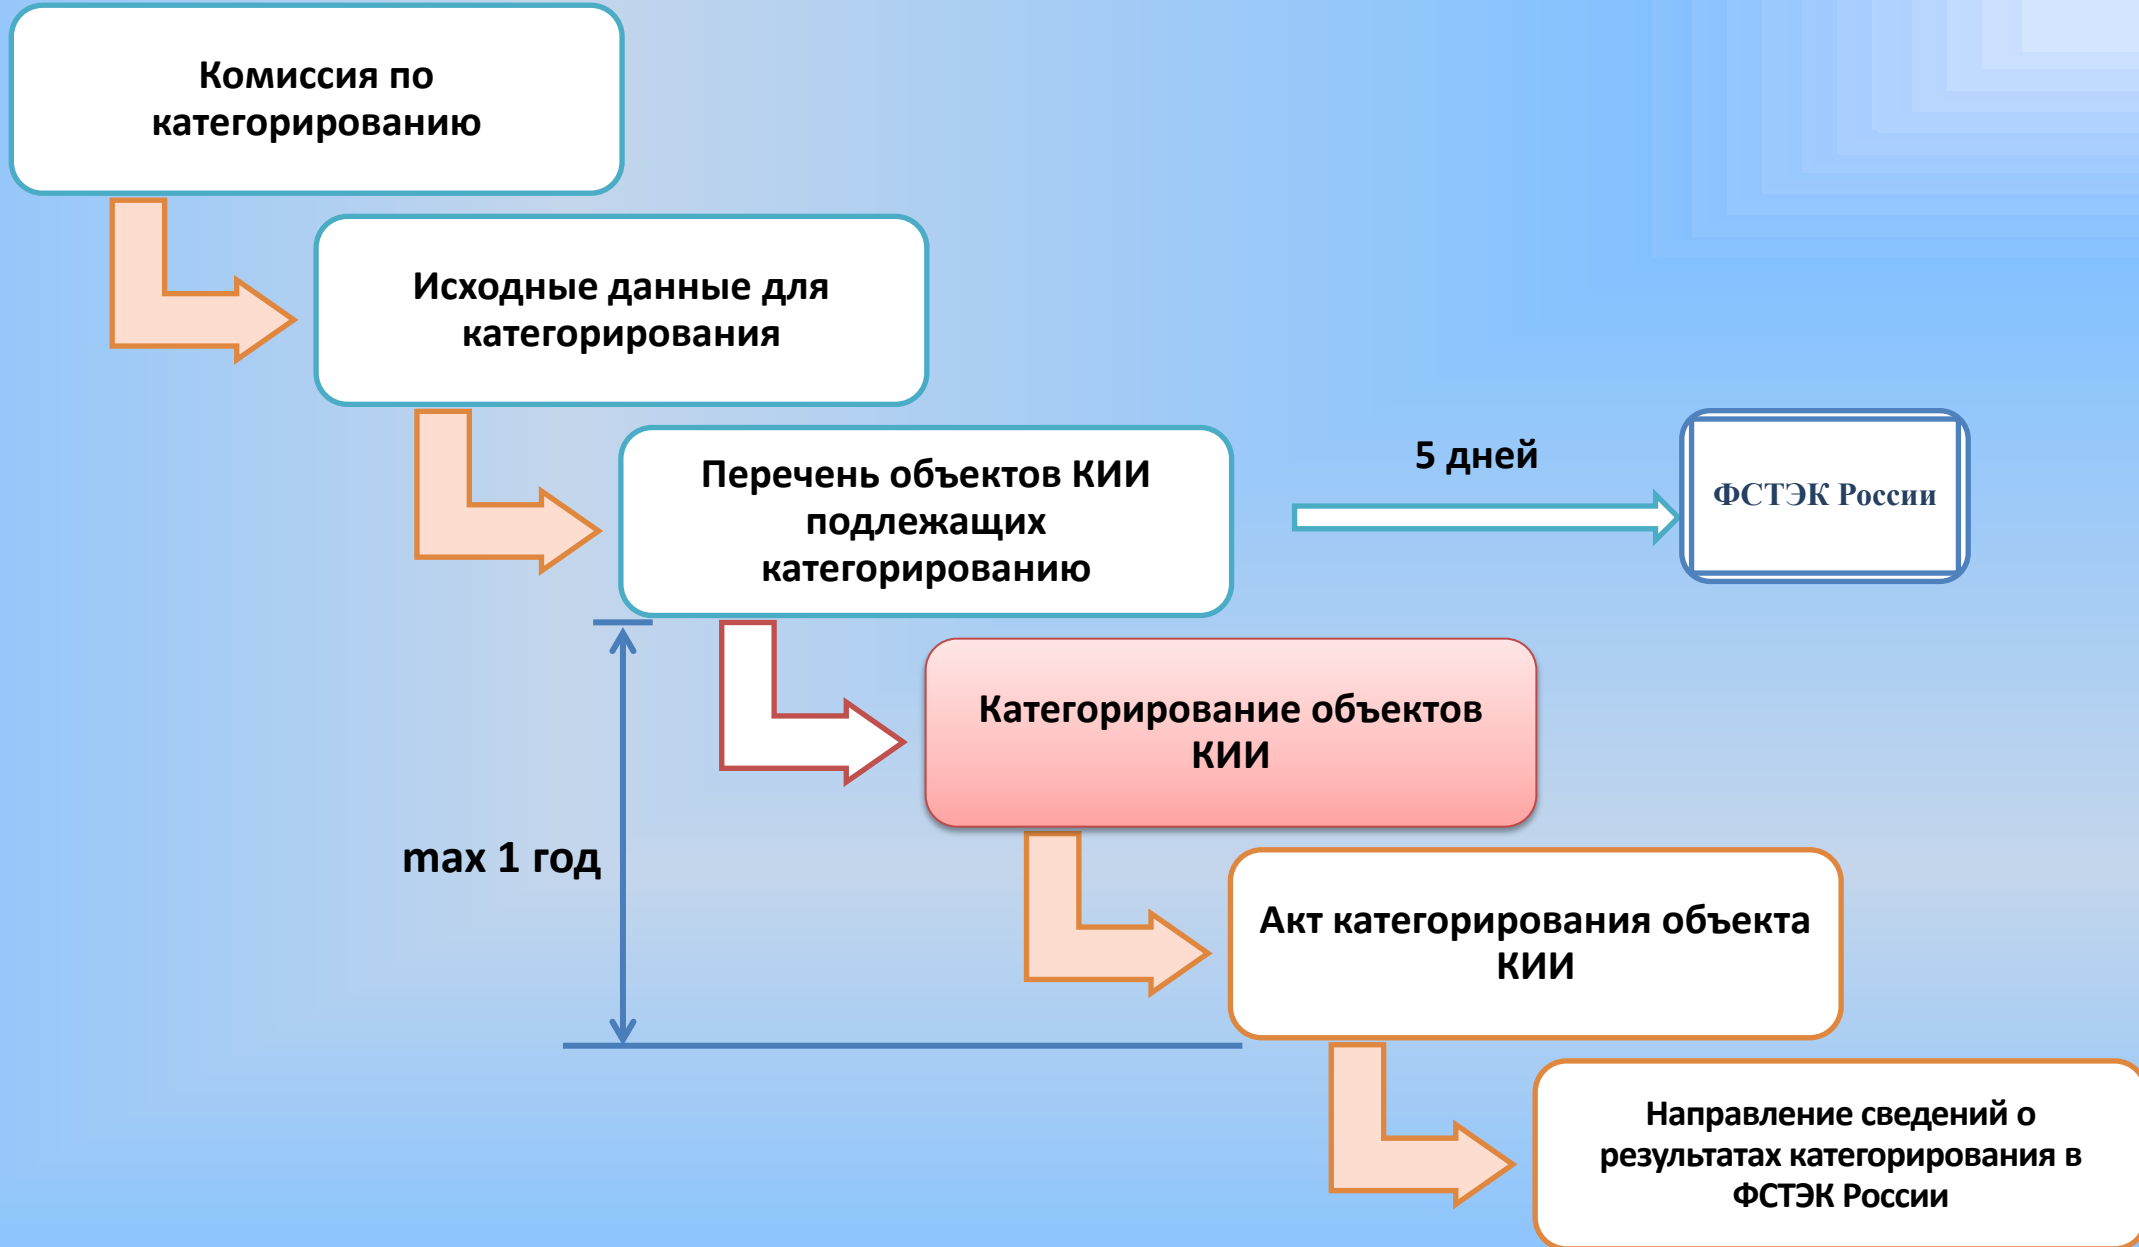 Комиссия по
категорированию
Исходные данные для
категорирования
Перечень объектов КИИ
подлежащих
категорированию
5 дней
ФСТЭК России
Категорирование объектов
КИИ
max 1 год
Акт категорирования объекта
КИИ
Направление сведений о
результатах категорирования в
ФСТЭК России